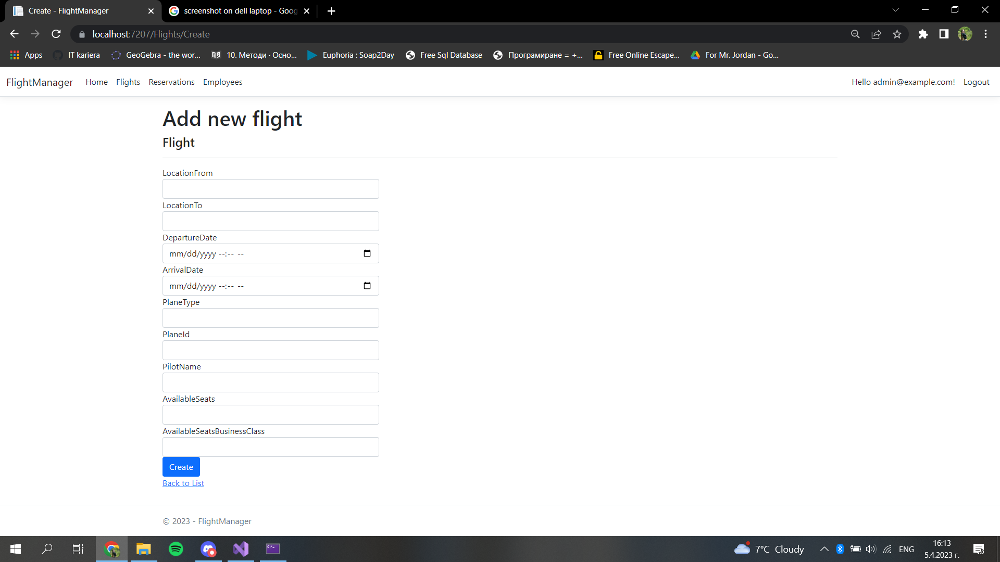 Create - FlightManager
screenshot on dell laptop - Goog
localhost:7207/Flights/Create
Apps
IT kariera
GeoGebra - the wor...
10. Методи · Осно...
Euphoria : Soap2Day
Free Sql Database
Програмиране = +...
Free Online Escape...
For Mr. Jordan - Go...
FlightManager
Home
Flights
Reservations
Employees
Hello admin@example.com!
Logout
Add new flight
Flight
LocationFrom
LocationTo
DepartureDate
mm/dd/yyyy --:-- --
ArrivalDate
mm/dd/yyyy --:-- --
PlaneType
PlaneId
PilotName
AvailableSeats
AvailableSeatsBusinessClass
Create
Back to List
© 2023 - FlightManager
7°C Cloudy
ENG
16:13
5.4.2023 г.